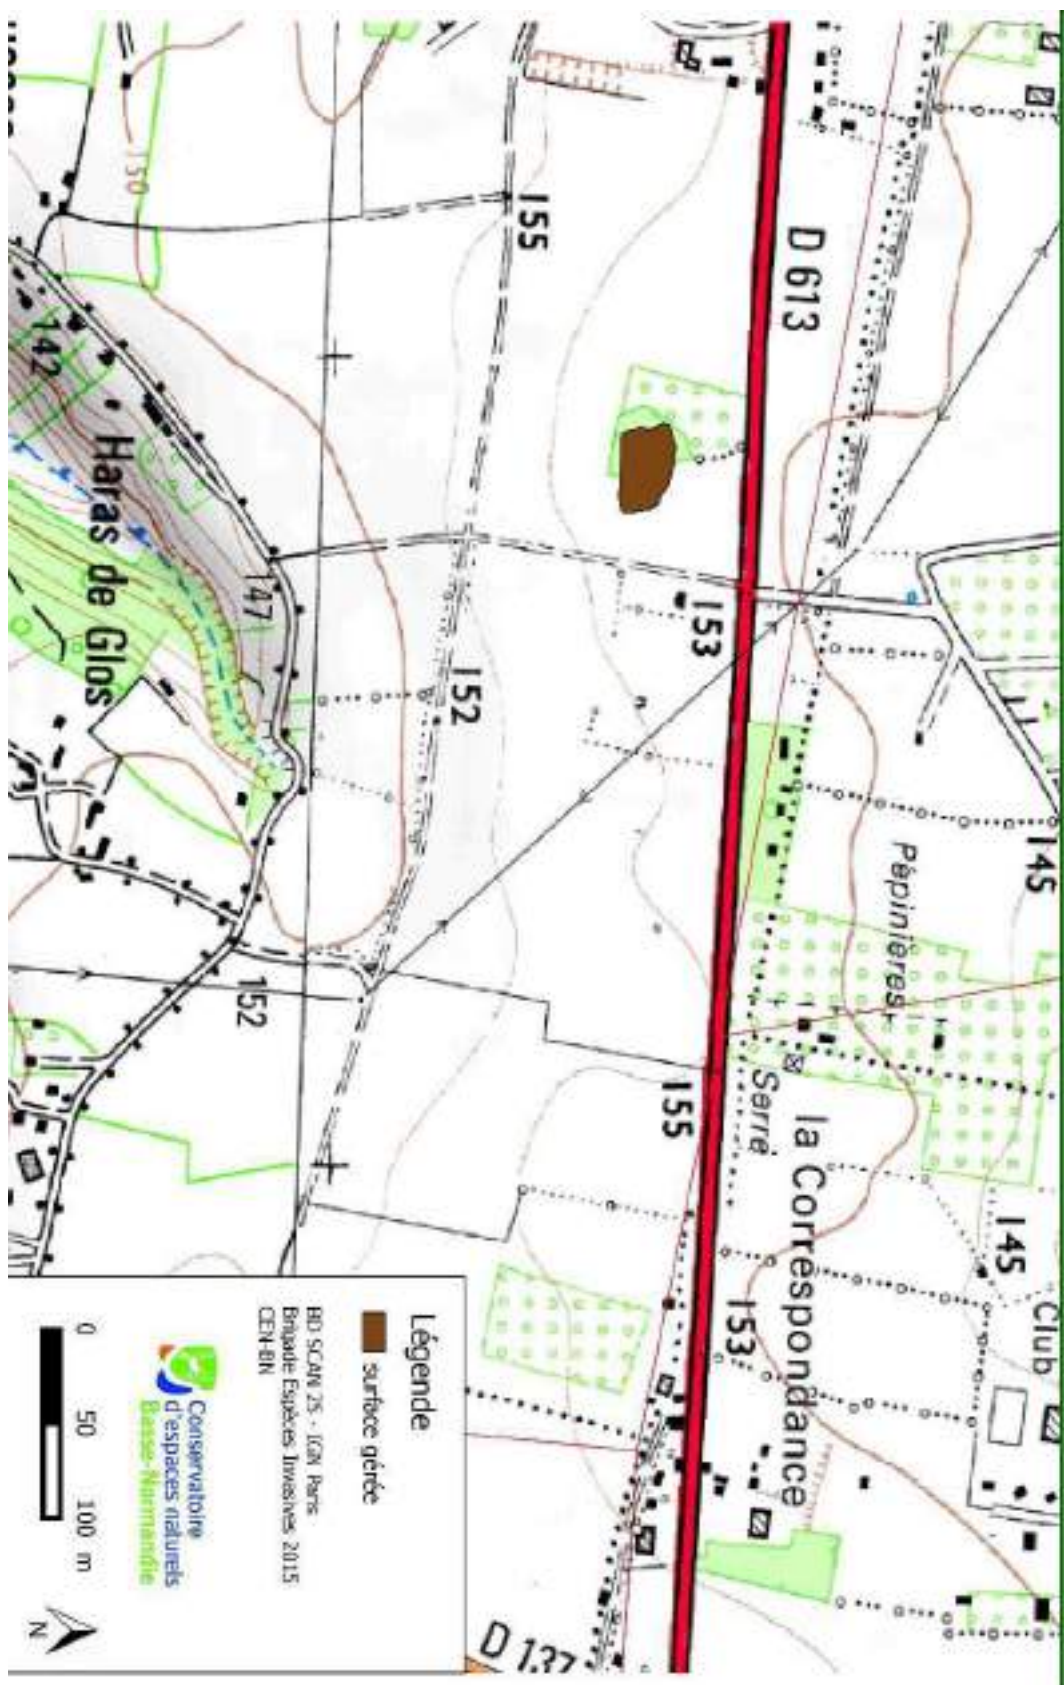 155
D 613
150
142
Haras de Glos
147
153
152
152
Pépinières
145
Serre
la Correspondance
155
145
Club
153
D 137
Légende
surface gérée
BD SCAN 25 - IGN Paris
Brigade Espèces Invasives 2015
CEN-BN
Conservatoire
d'espaces naturels
Basse-Normandie
0 50 100 m
N